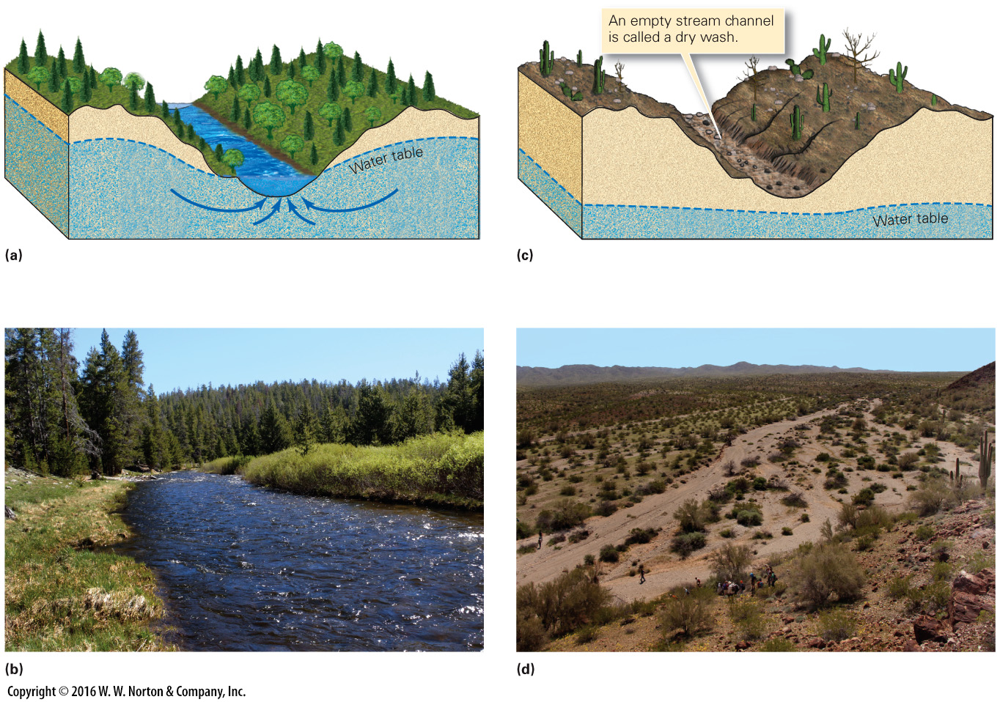 An empty stream channel
is called a dry wash.
Water table
Water table
(a)
(c)
(b)
(d)
Copyright © 2016 W. W. Norton & Company, Inc.